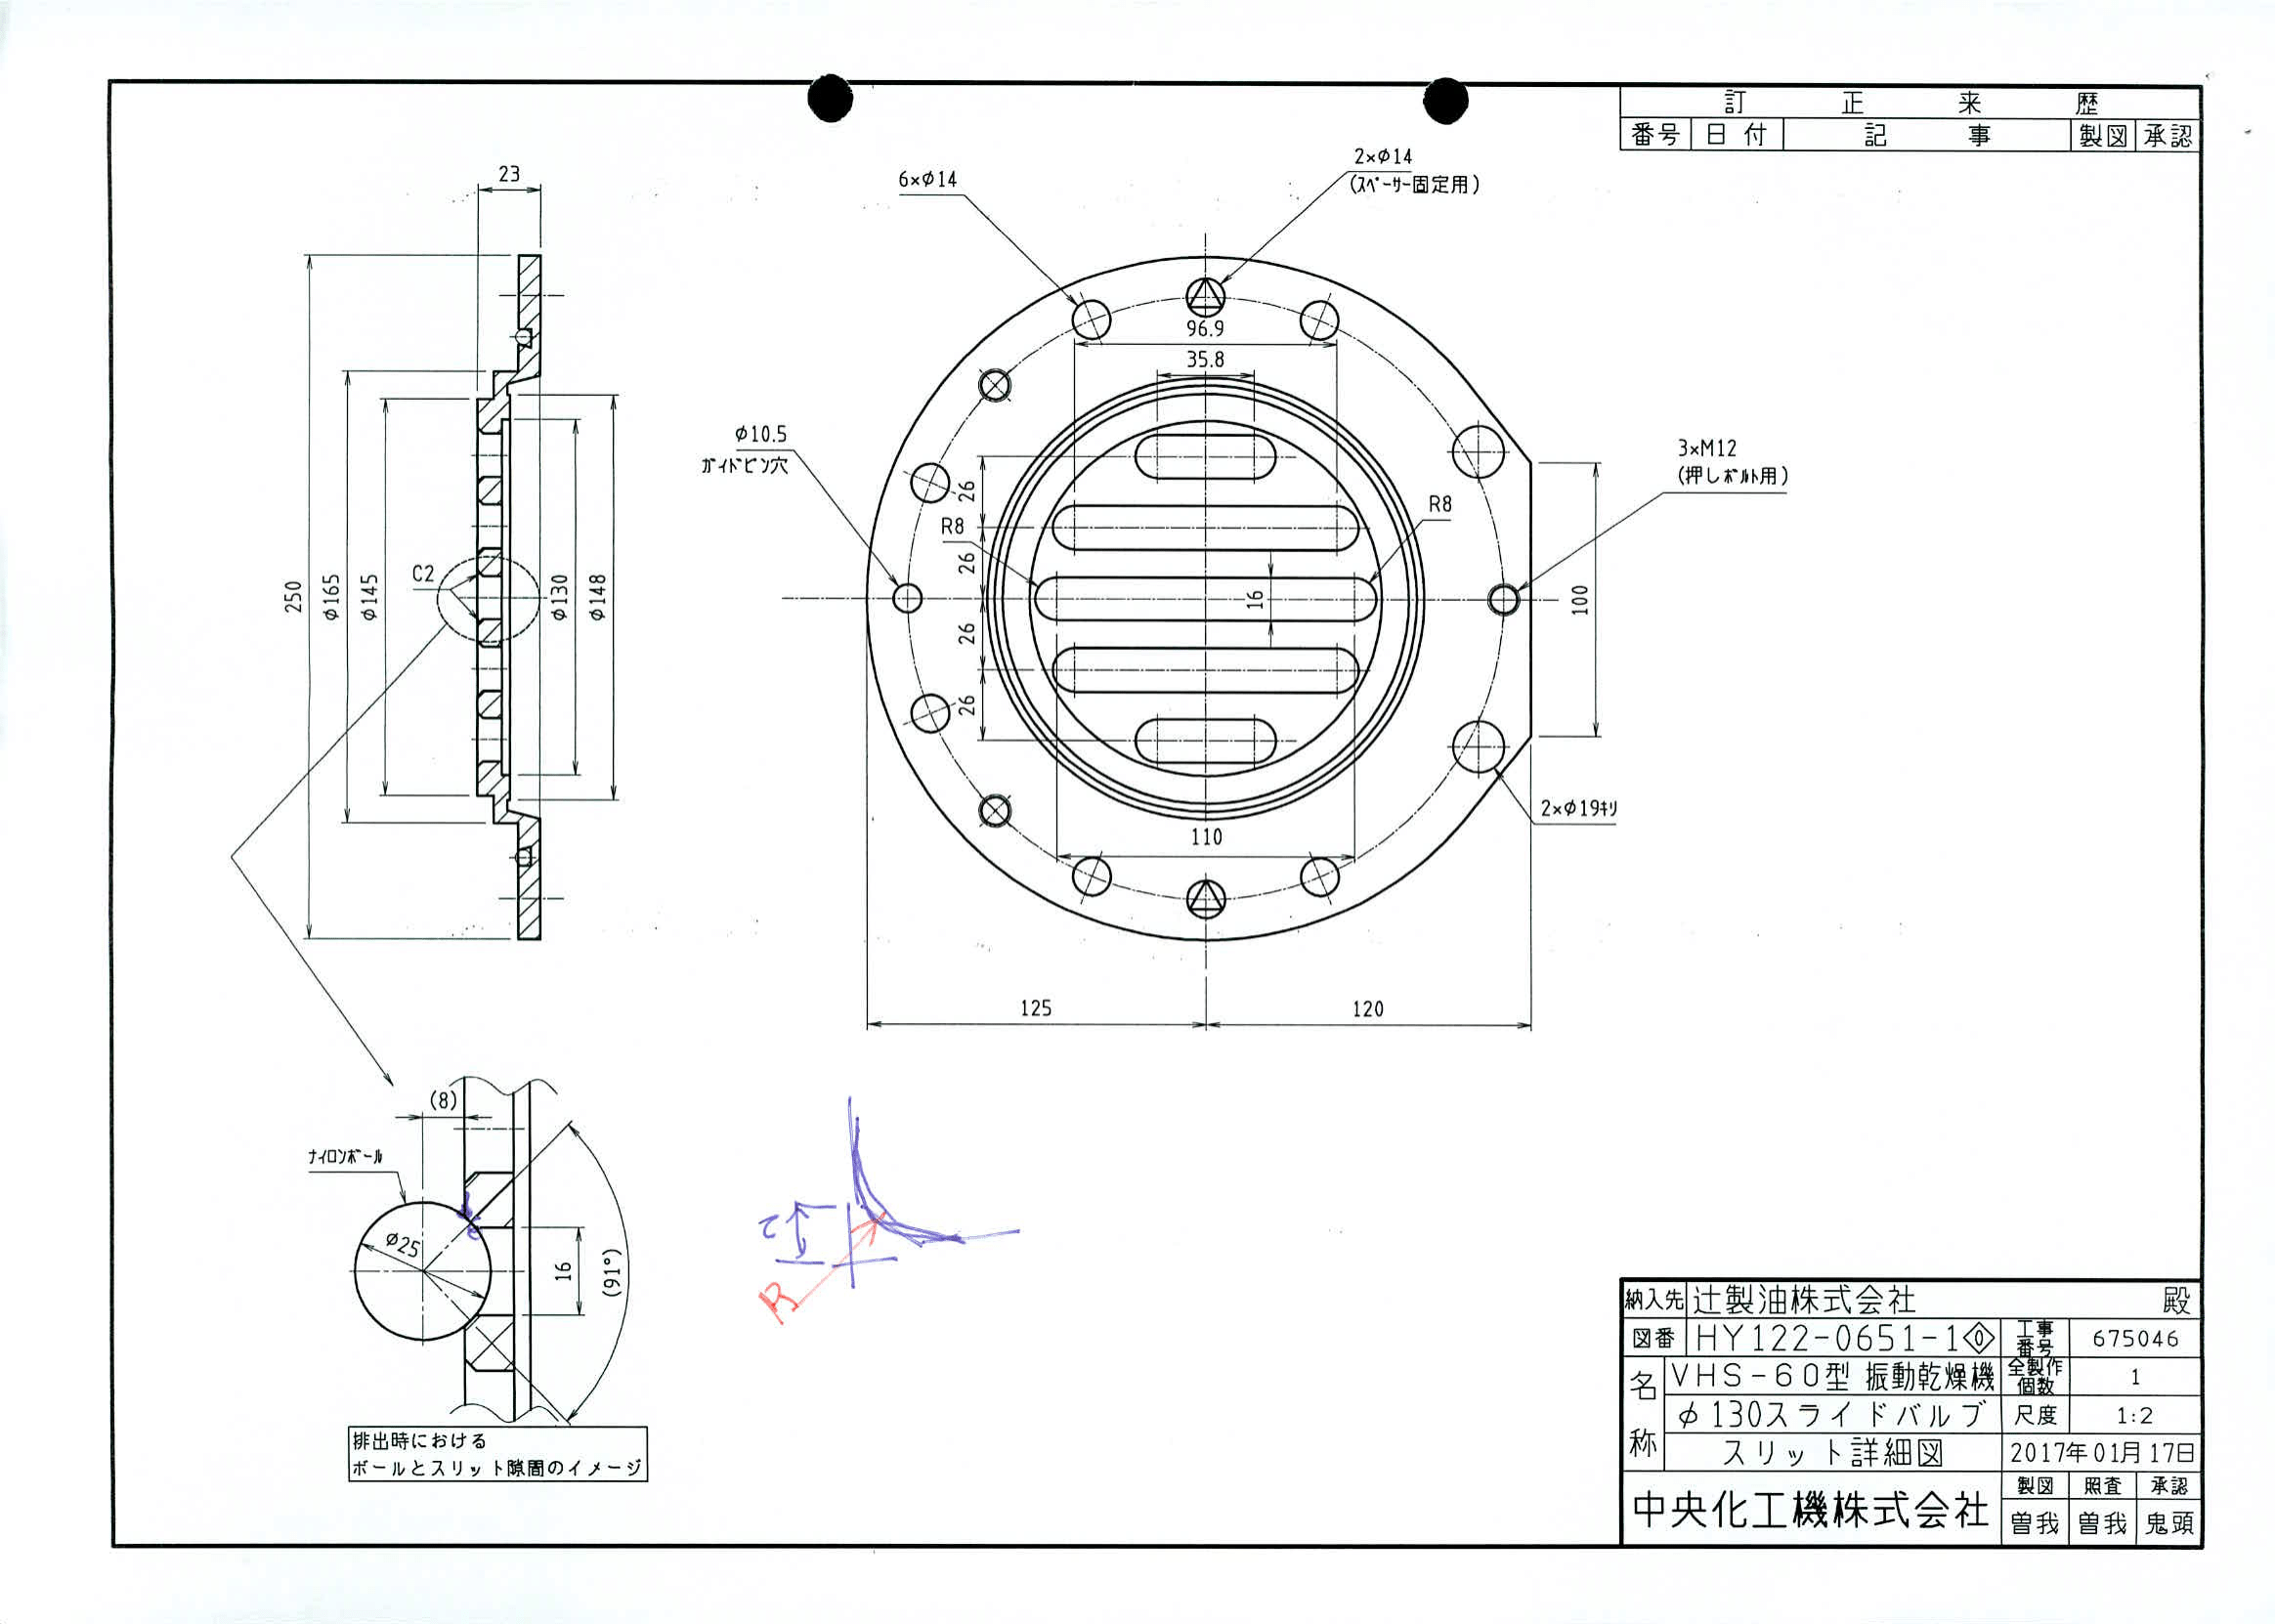 訂正来歴
番号 日付 記事 製図 承認
23
6×φ14
2×φ14
(スペーサー固定用)
96.9
35.8
φ10.5
ガイドピン穴
3×M12
(押しボルト用)
26
R8
R8
26
C2
250
φ165
φ145
φ130
φ148
16
100
26
26
2×φ19キリ
110
125
120
(8)
ナイロンボール
φ25
16
(91°)
R
排出時における
ボールとスリット隙間のイメージ
納入先 辻製油株式会社 殿
図番 HY122-0651-1 0 工事番号 675046
名称 VHS-60型 振動乾燥機 全製作個数 1
φ130スライドバルブ 尺度 1:2
スリット詳細図 2017年01月17日
中央化工機株式会社 製図 照査 承認
曽我 曽我 鬼頭